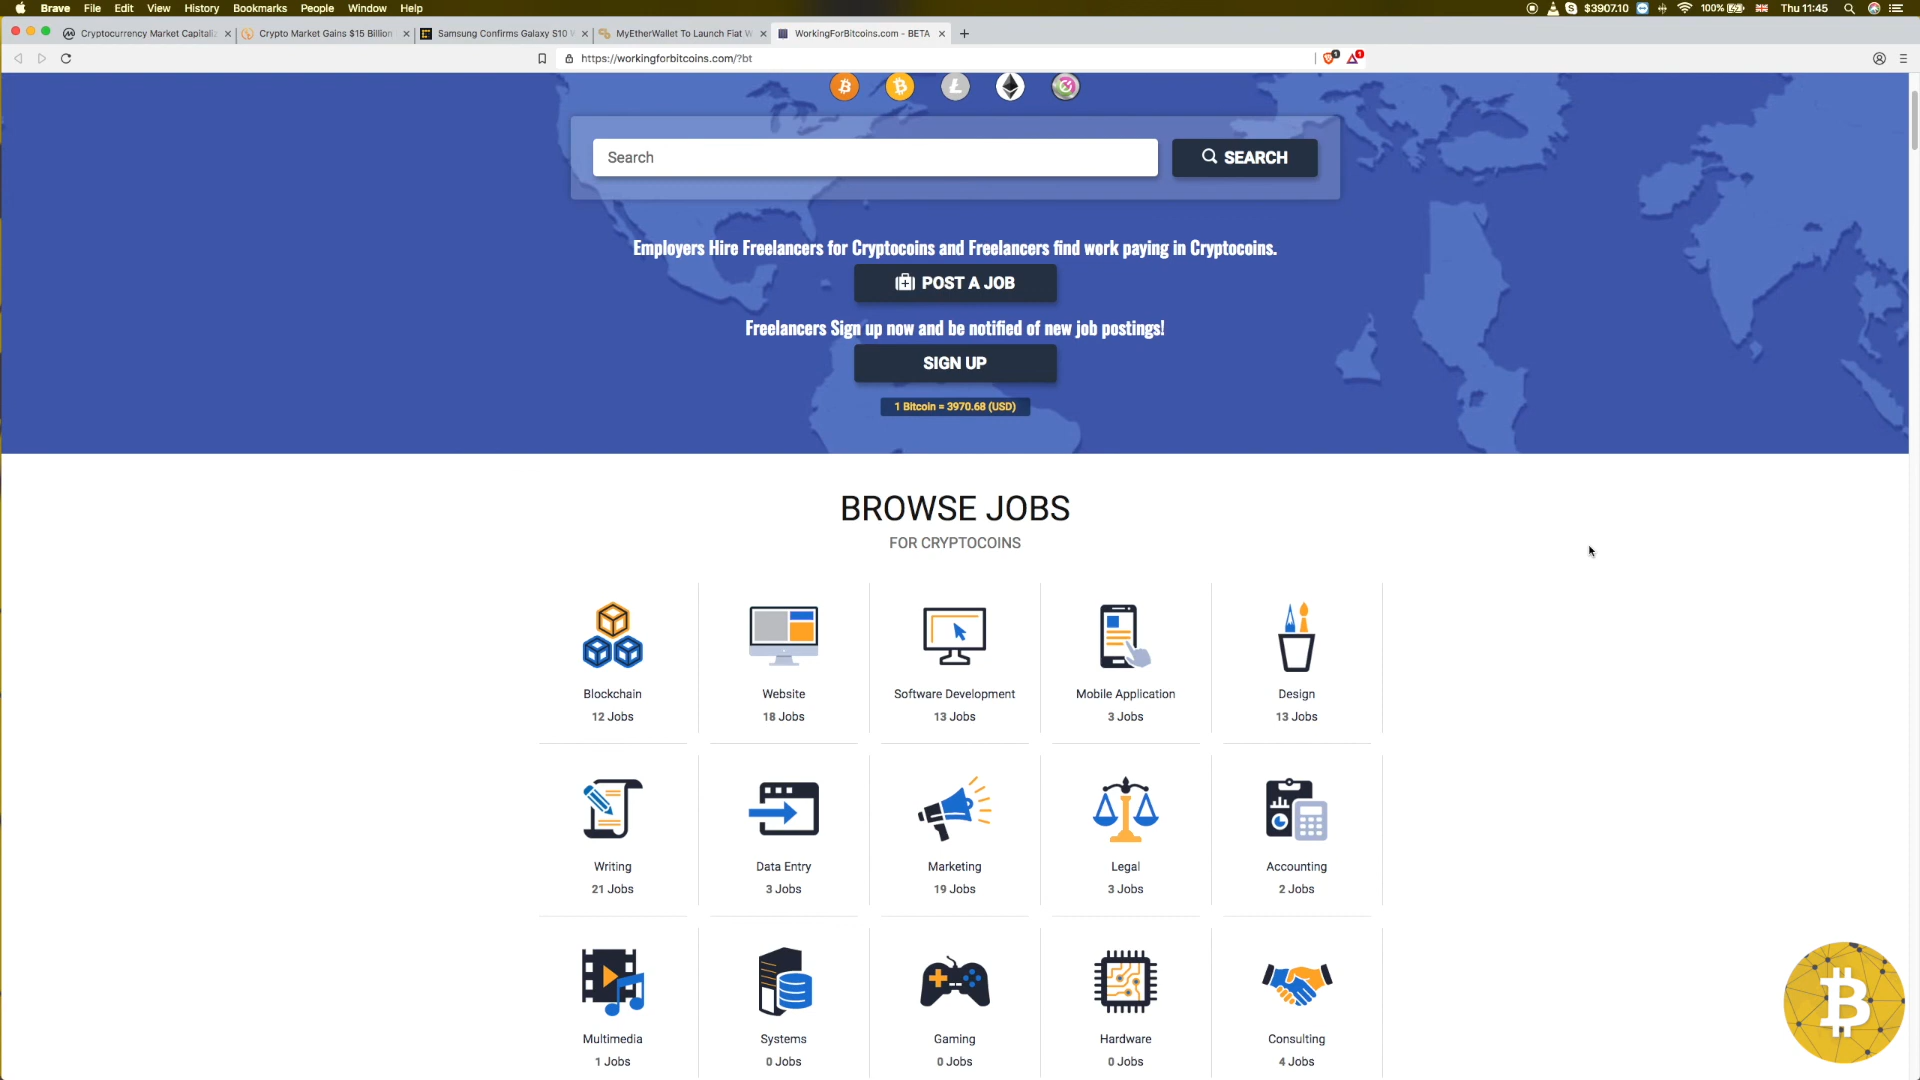 Brave File Edit View History Bookmarks People Window Help
$3907.10 100% Thu 11:45
Cryptocurrency Market Capitali
Crypto Market Gains $15 Billion
Samsung Confirms Galaxy S10
MyEtherWallet To Launch Fiat
WorkingForBitcoins.com - BETA
https://workingforbitcoins.com/?bt
1 1
Search
SEARCH
Employers Hire Freelancers for Cryptocoins and Freelancers find work paying in Cryptocoins.
POST A JOB
Freelancers Sign up now and be notified of new job postings!
SIGN UP
1 Bitcoin = 3970.68 (USD)
BROWSE JOBS
FOR CRYPTOCOINS
Blockchain
12 Jobs
Website
18 Jobs
Software Development
13 Jobs
Mobile Application
3 Jobs
Design
13 Jobs
Writing
21 Jobs
Data Entry
3 Jobs
Marketing
19 Jobs
Legal
3 Jobs
Accounting
2 Jobs
Multimedia
1 Jobs
Systems
0 Jobs
Gaming
0 Jobs
Hardware
0 Jobs
Consulting
4 Jobs